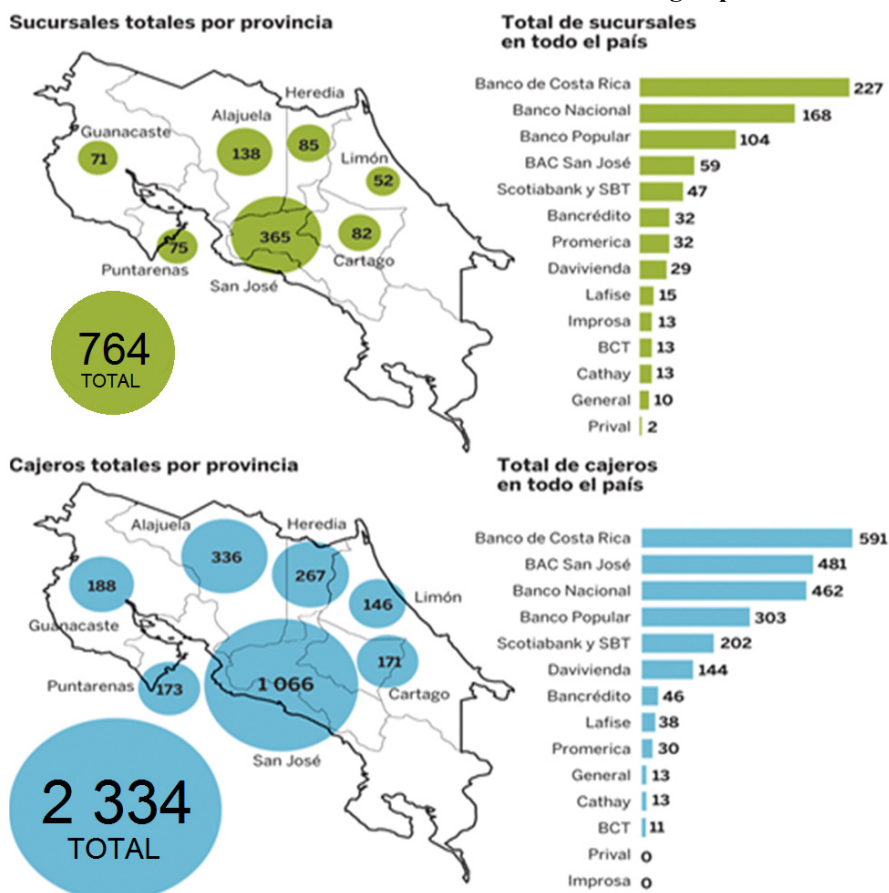 Sucursales totales por provincia
Heredia
Alajuela
Guanacaste
85
138
Limón
71
52
365
82
75
Cartago
Puntarenas
San José
764
TOTAL
Total de sucursales
en todo el país
Banco de Costa Rica 227
Banco Nacional 168
Banco Popular 104
BAC San José 59
Scotiabank y SBT 47
Bancrédito 32
Promerica 32
Davivienda 29
Lafise 15
Improsa 13
BCT 13
Cathay 13
General 10
Prival 2
Cajeros totales por provincia
Alajuela
Heredia
336
267
188
146
Limón
Guanacaste
171
Puntarenas
173
1 066
Cartago
San José
2 334
TOTAL
Total de cajeros
en todo el país
Banco de Costa Rica 591
BAC San José 481
Banco Nacional 462
Banco Popular 303
Scotiabank y SBT 202
Davivienda 144
Bancrédito 46
Lafise 38
Promerica 30
General 13
Cathay 13
BCT 11
Prival 0
Improsa 0